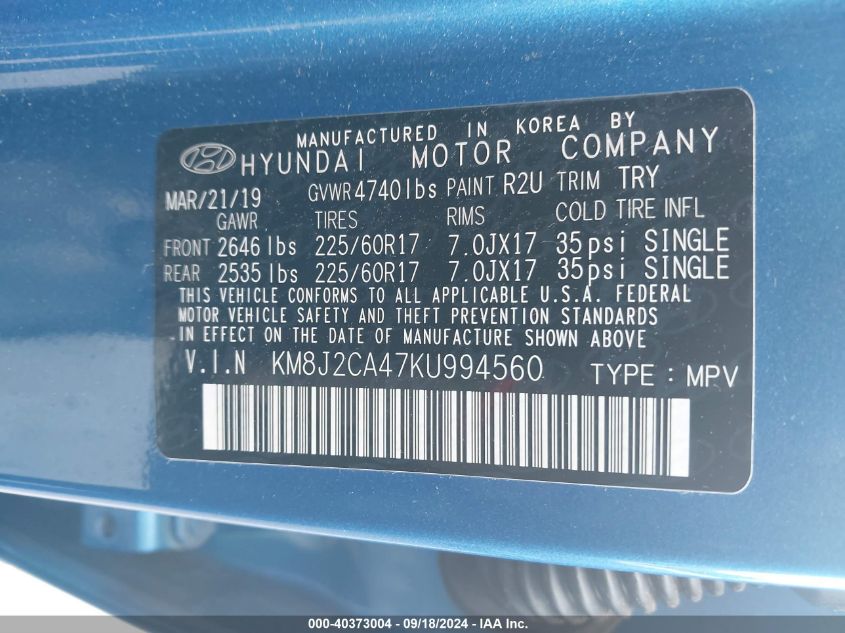 MANUFACTURED IN KOREA BY
HYUNDAI MOTOR COMPANY
MAR/21/19 GVWR 4740lbs PAINT R2U TRIM TRY
GAWR TIRES RIMS COLD TIRE INFL
FRONT 2646 lbs 225/60R17 7.0JX17 35psi SINGLE
REAR 2535 lbs 225/60R17 7.0JX17 35psi SINGLE
THIS VEHICLE CONFORMS TO ALL APPLICABLE U.S.A. FEDERAL
MOTOR VEHICLE SAFETY AND THEFT PREVENTION STANDARDS
IN EFFECT ON THE DATE OF MANUFACTURE SHOWN ABOVE.
V.I.N KM8J2CA47KU994560 TYPE : MPV
000-40373004 - 09/18/2024 - IAA Inc.